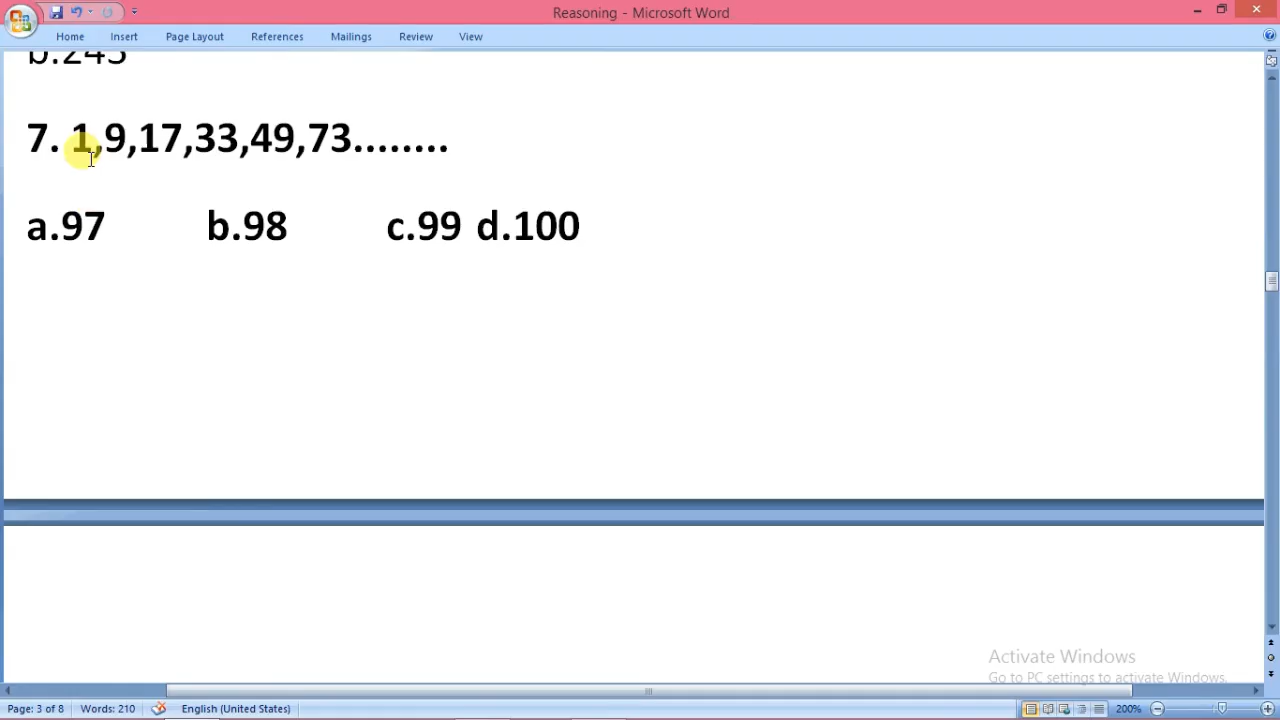 Reasoning - Microsoft Word
Home Insert Page Layout References Mailings Review View
b.243
7. 1,9,17,33,49,73........
a.97 b.98 c.99 d.100
Activate Windows
Go to PC settings to activate Windows.
Page: 3 of 8 Words: 210 English (United States) 200%